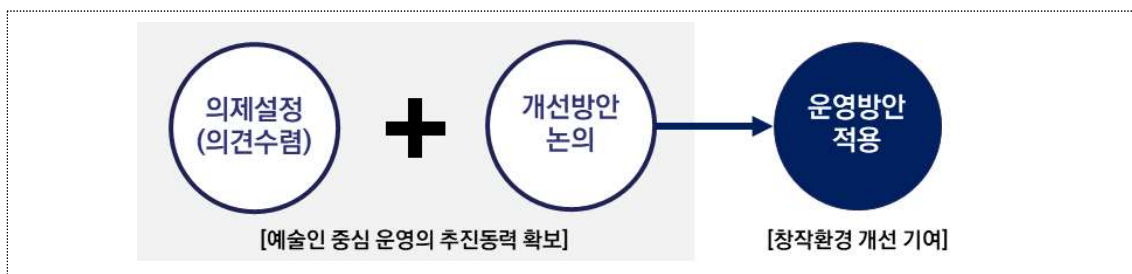 의제설정
(의견수렴)
+
개선방안
논의
운영방안
적용
[예술인 중심 운영의 추진동력 확보]
[창작환경 개선 기여]